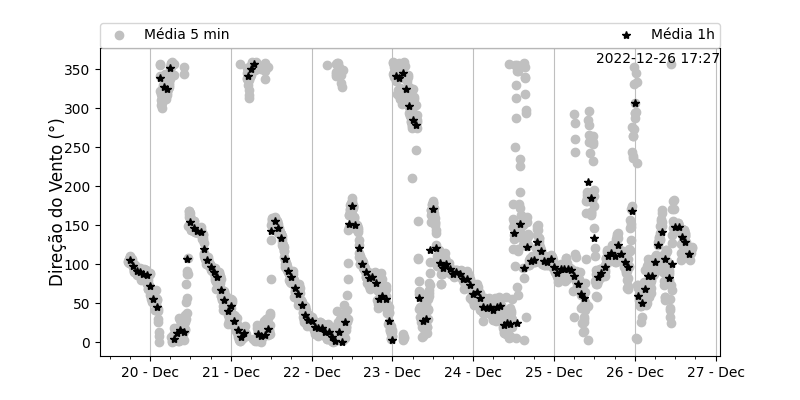 Média 5 min
Média 1h
2022-12-26 17:27
Direção do Vento (°)
350
300
250
200
150
100
50
0
20 - Dec
21 - Dec
22 - Dec
23 - Dec
24 - Dec
25 - Dec
26 - Dec
27 - Dec